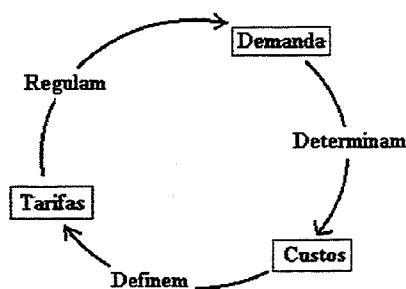 Demanda
Regulam
Determinam
Tarifas
Custos
Definem